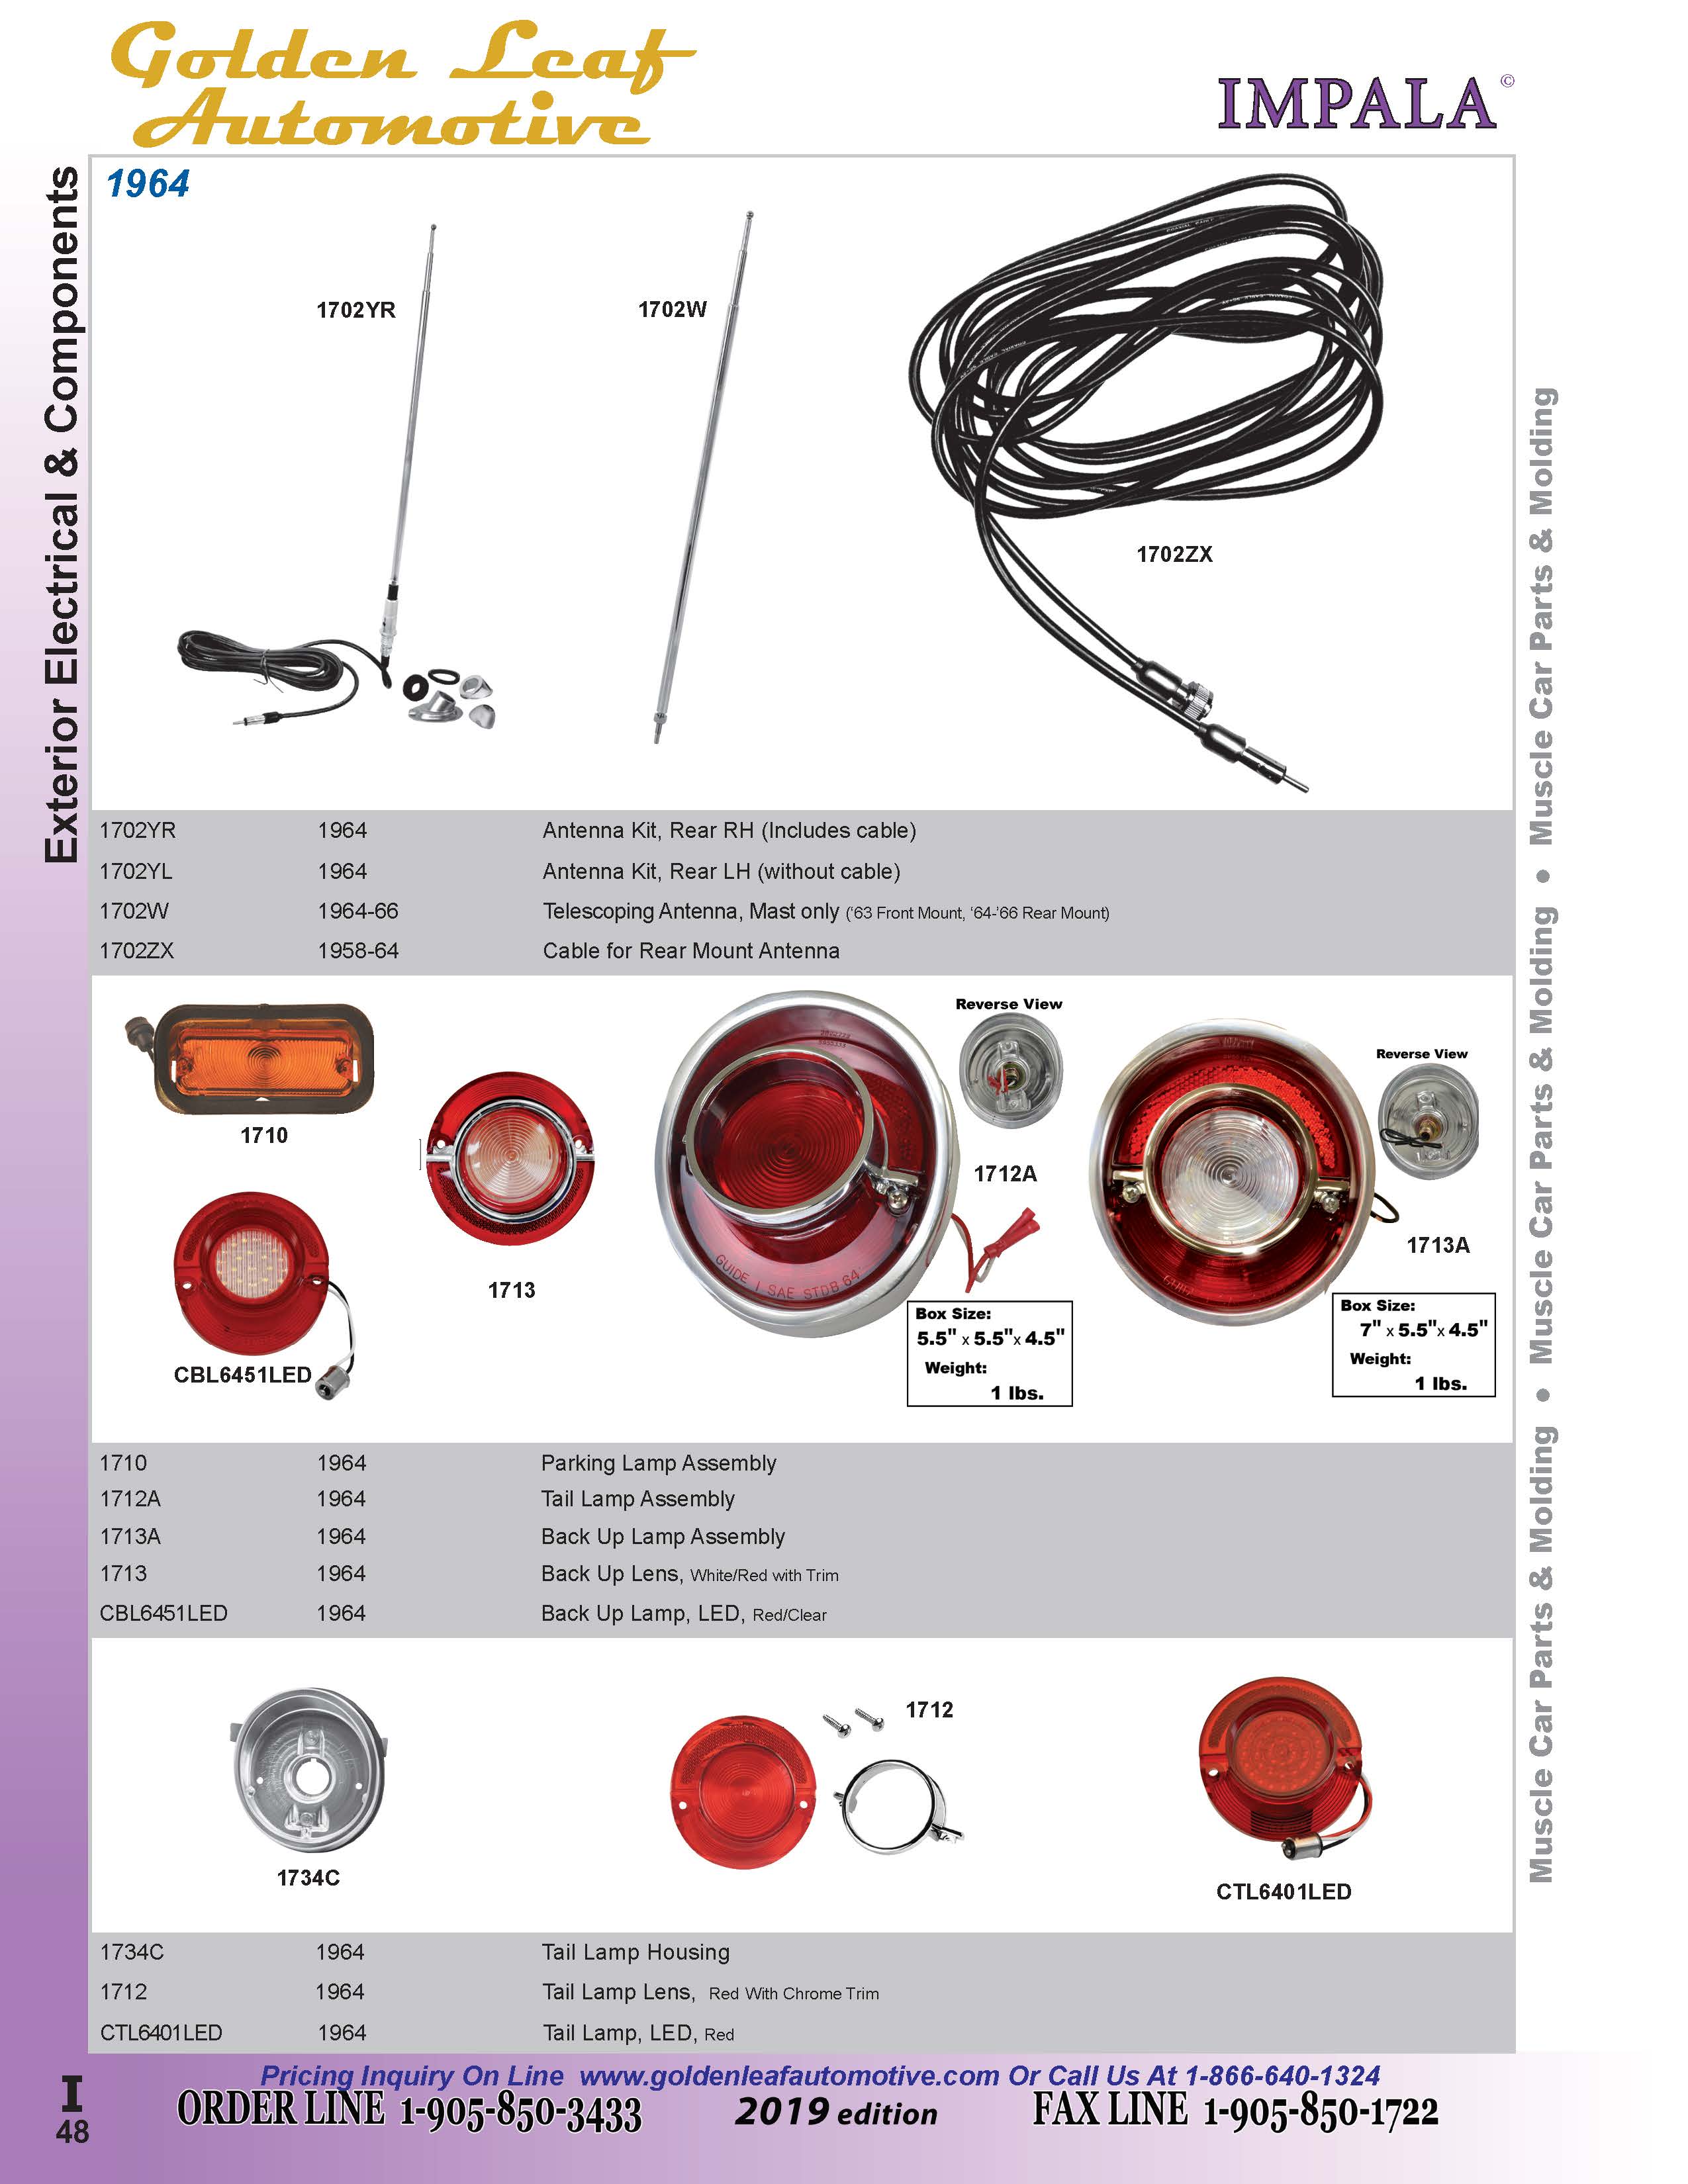 Golden Leaf
Automotive
IMPALA©
Exterior Electrical & Components
1964
1702YR
1702W
1702ZX
1702YR 1964 Antenna Kit, Rear RH (Includes cable)
1702YL 1964 Antenna Kit, Rear LH (without cable)
1702W 1964-66 Telescoping Antenna, Mast only (‘63 Front Mount, ‘64-’66 Rear Mount)
1702ZX 1958-64 Cable for Rear Mount Antenna
Reverse View
Reverse View
1710
1712A
1713A
1713
GUIDE I SAE STDB 64
CBL6451LED
Box Size:
5.5" x 5.5"x 4.5"
Weight:
1 lbs.
Box Size:
7" x 5.5"x 4.5"
Weight:
1 lbs.
1710 1964 Parking Lamp Assembly
1712A 1964 Tail Lamp Assembly
1713A 1964 Back Up Lamp Assembly
1713 1964 Back Up Lens, White/Red with Trim
CBL6451LED 1964 Back Up Lamp, LED, Red/Clear
1712
1734C
CTL6401LED
1734C 1964 Tail Lamp Housing
1712 1964 Tail Lamp Lens, Red With Chrome Trim
CTL6401LED 1964 Tail Lamp, LED, Red
Muscle Car Parts & Molding • Muscle Car Parts & Molding • Muscle Car Parts & Molding
Pricing Inquiry On Line www.goldenleafautomotive.com Or Call Us At 1-866-640-1324
ORDER LINE 1-905-850-3433 2019 edition FAX LINE 1-905-850-1722
I
48